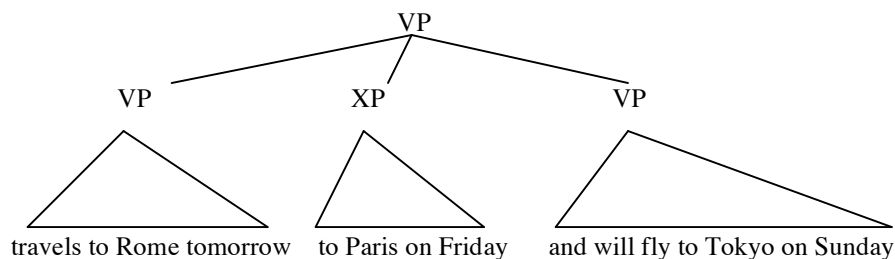 VP
VP XP VP
travels to Rome tomorrow to Paris on Friday and will fly to Tokyo on Sunday